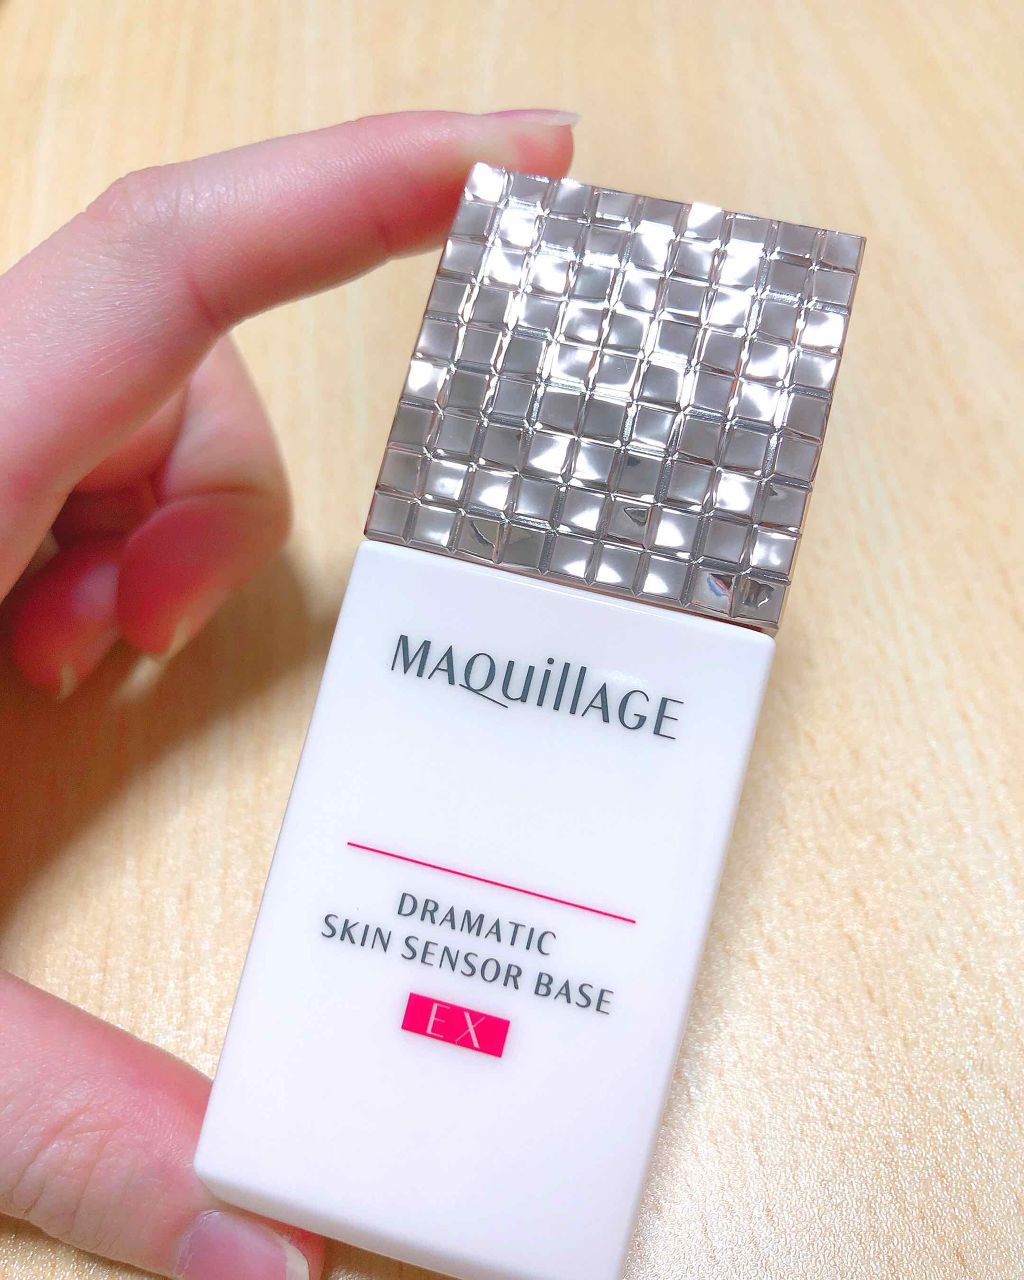 MAQuillAGE
DRAMATIC
SKIN SENSOR BASE
EX